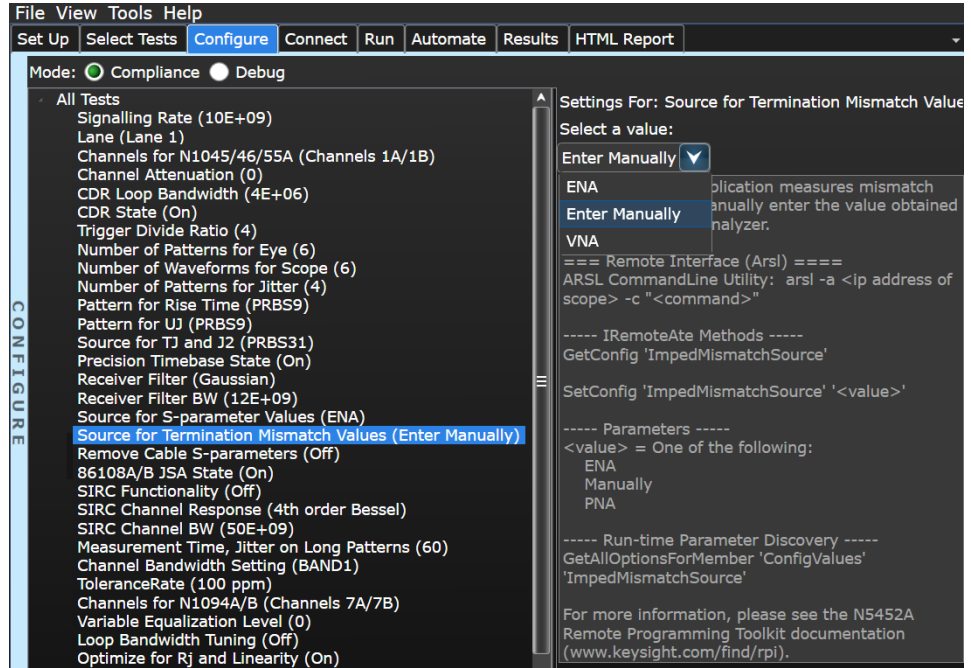 File View Tools Help
Set Up Select Tests Configure Connect Run Automate Results HTML Report
Mode: Compliance Debug
CONFIGURE
All Tests
Signalling Rate (10E+09)
Lane (Lane 1)
Channels for N1045/46/55A (Channels 1A/1B)
Channel Attenuation (0)
CDR Loop Bandwidth (4E+06)
CDR State (On)
Trigger Divide Ratio (4)
Number of Patterns for Eye (6)
Number of Waveforms for Scope (6)
Number of Patterns for Jitter (4)
Pattern for Rise Time (PRBS9)
Pattern for UJ (PRBS9)
Source for TJ and J2 (PRBS31)
Precision Timebase State (On)
Receiver Filter (Gaussian)
Receiver Filter BW (12E+09)
Source for S-parameter Values (ENA)
Source for Termination Mismatch Values (Enter Manually)
Remove Cable S-parameters (Off)
86108A/B JSA State (On)
SIRC Functionality (Off)
SIRC Channel Response (4th order Bessel)
SIRC Channel BW (50E+09)
Measurement Time, Jitter on Long Patterns (60)
Channel Bandwidth Setting (BAND1)
ToleranceRate (100 ppm)
Channels for N1094A/B (Channels 7A/7B)
Variable Equalization Level (0)
Loop Bandwidth Tuning (Off)
Optimize for Rj and Linearity (On)
Settings For: Source for Termination Mismatch Value
Select a value:
Enter Manually
ENA
Enter Manually
VNA
plication measures mismatch
anually enter the value obtained
nalyzer.
=== Remote Interface (Arsl) ====
ARSL CommandLine Utility: arsl -a <ip address of
scope> -c "<command>"
----- IRemoteAte Methods -----
GetConfig 'ImpedMismatchSource'
SetConfig 'ImpedMismatchSource' '<value>'
----- Parameters -----
<value> = One of the following:
ENA
Manually
PNA
----- Run-time Parameter Discovery -----
GetAllOptionsForMember 'ConfigValues'
'ImpedMismatchSource'
For more information, please see the N5452A
Remote Programming Toolkit documentation
(www.keysight.com/find/rpi).